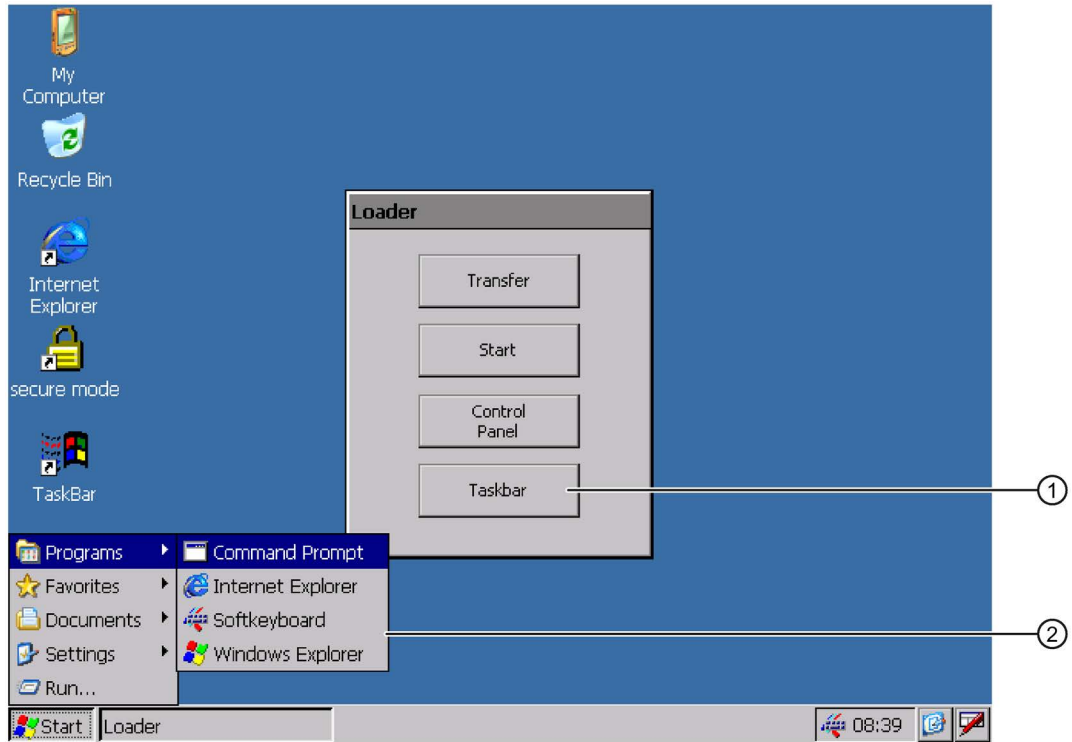 My
Computer
Recycle Bin
Internet
Explorer
secure mode
TaskBar
Loader
Transfer
Start
Control
Panel
Taskbar
①
Programs
Favorites
Documents
Settings
Run...
Command Prompt
Internet Explorer
Softkeyboard
Windows Explorer
②
Start Loader 08:39